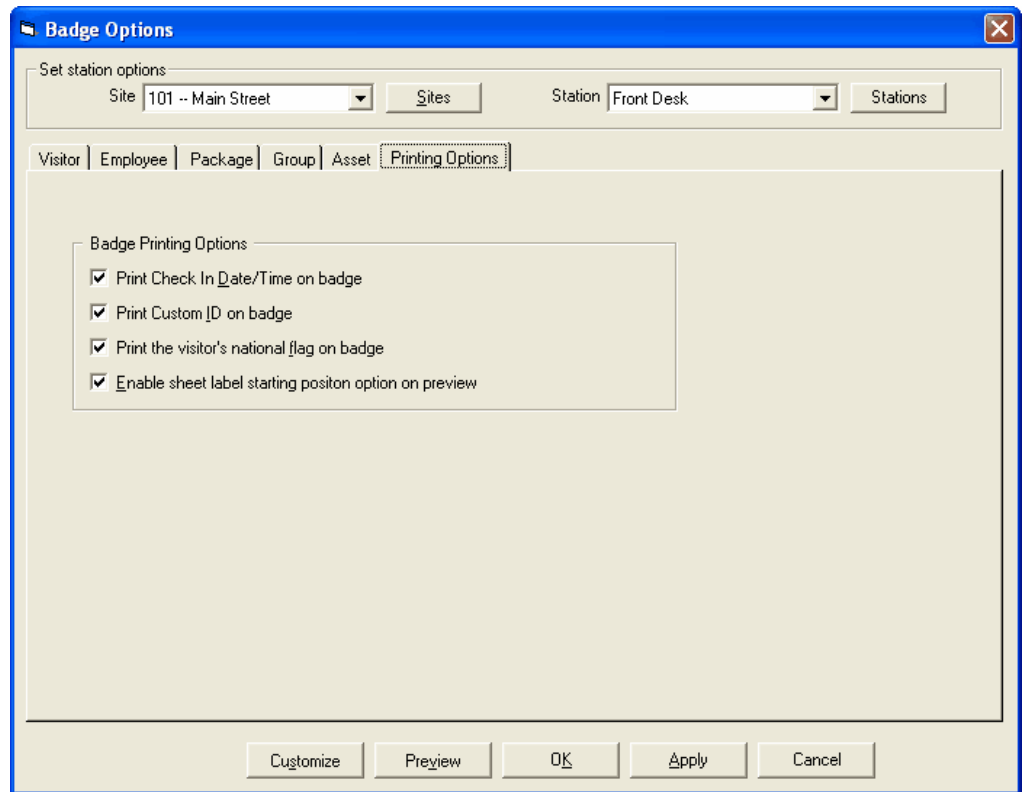 Badge Options
Set station options
Site 101 -- Main Street Sites Station Front Desk Stations
Visitor Employee Package Group Asset Printing Options
Badge Printing Options
Print Check In Date/Time on badge
Print Custom ID on badge
Print the visitor's national flag on badge
Enable sheet label starting positon option on preview
Customize Preview OK Apply Cancel